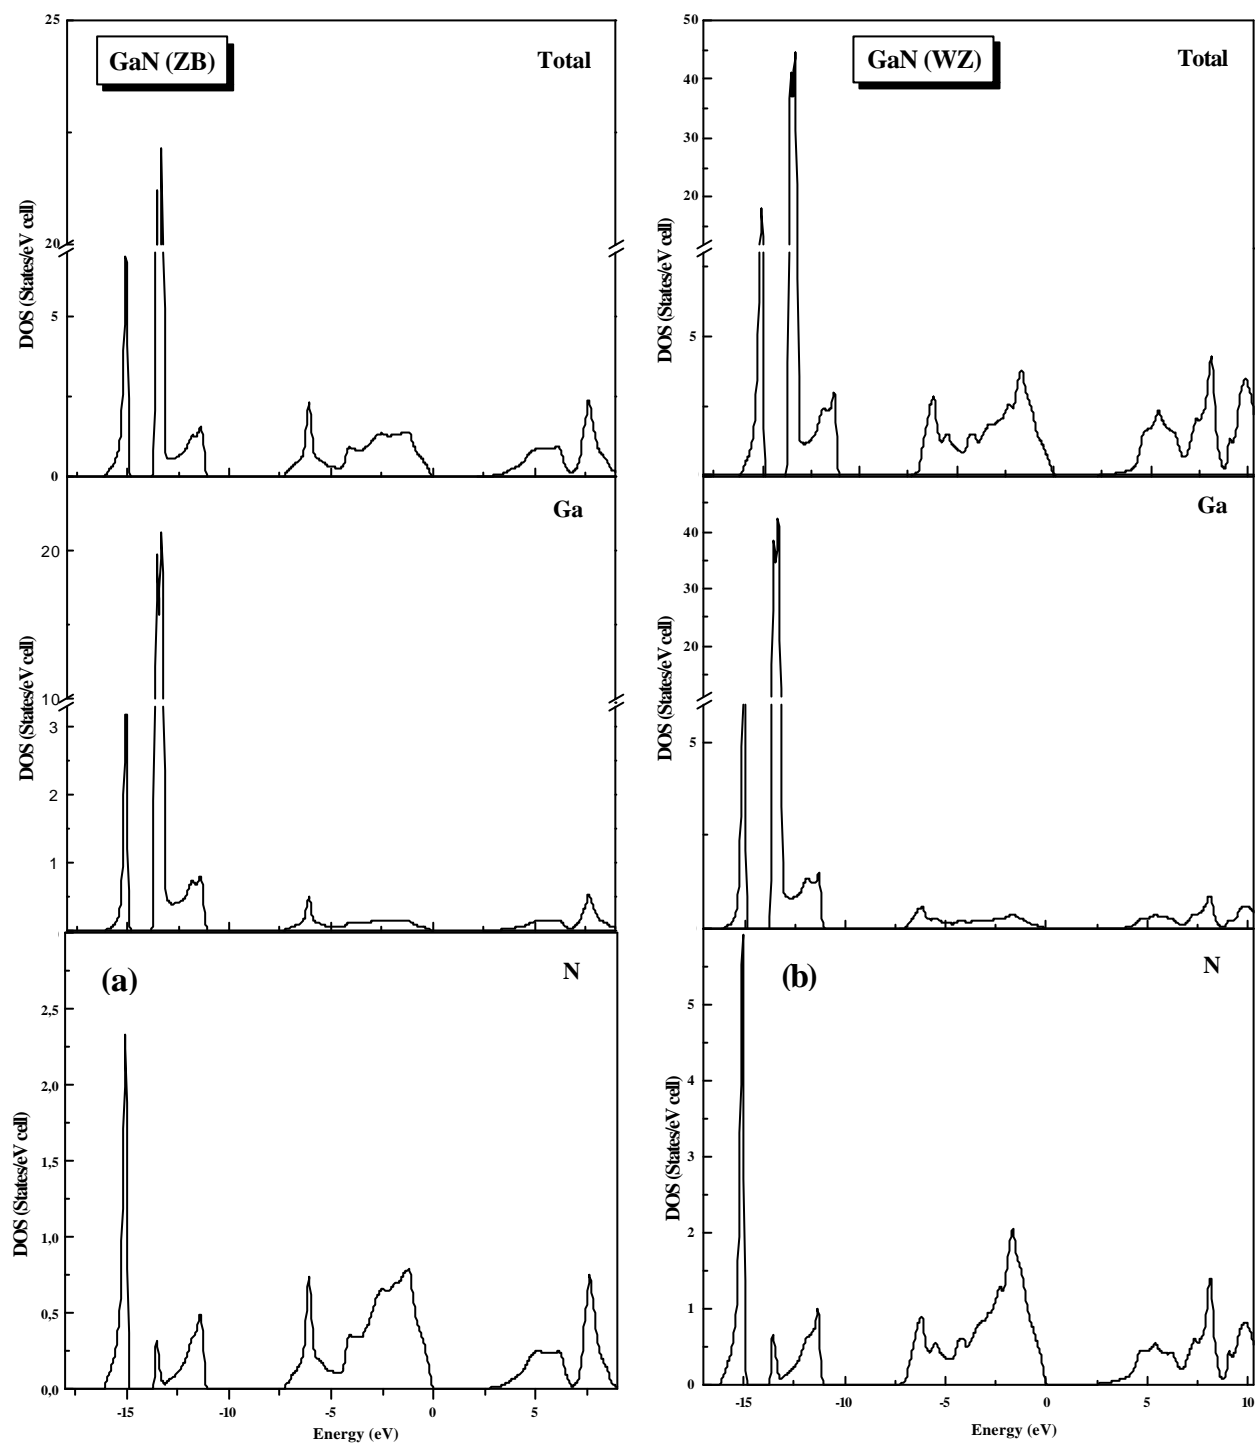 25
GaN (ZB)
Total
20
5
0
DOS (States/eV cell)
50
GaN (WZ)
Total
40
30
20
5
0
DOS (States/eV cell)
Ga
20
10
3
2
1
DOS (States/eV cell)
Ga
40
30
20
5
DOS (States/eV cell)
(a)
N
2,5
2,0
1,5
1,0
0,5
0,0
DOS (States/eV cell)
-15 -10 -5 0 5
Energy (eV)
(b)
N
5
4
3
2
1
0
DOS (States/eV cell)
-15 -10 -5 0 5 10
Energy (eV)